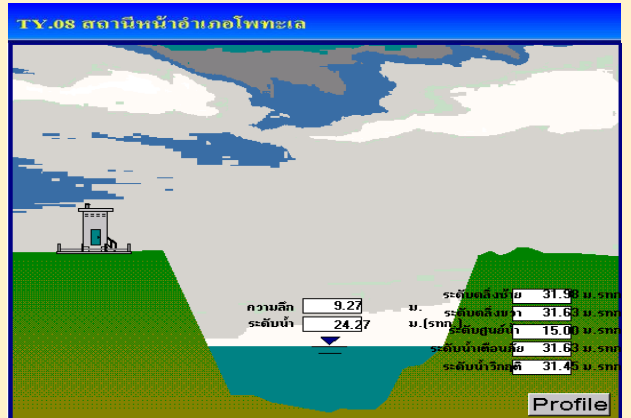 TY.08 สถานีหน้าอำเภอโพทะเล
ความลึก 9.27 ม.
ระดับน้ำ 24.27 ม.(รทก.)
ระดับตลิ่งซ้าย 31.98 ม.รทก
ระดับตลิ่งขวา 31.63 ม.รทก
ระดับศูนย์น้ำ 15.00 ม.รทก
ระดับน้ำเตือนภัย 31.63 ม.รทก
ระดับน้ำวิกฤติ 31.45 ม.รทก
Profile